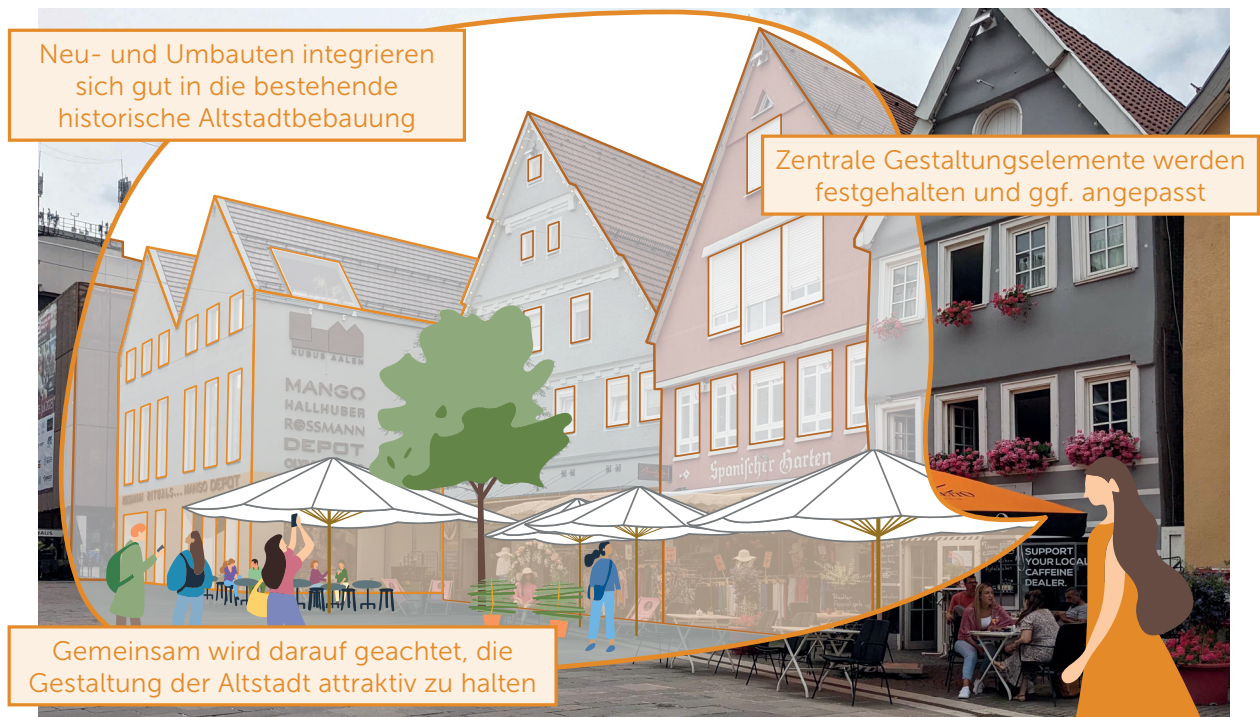 Neu- und Umbauten integrieren
sich gut in die bestehende
historische Altstadtbebauung
Zentrale Gestaltungselemente werden
festgehalten und ggf. angepasst
KUBUS AALEN
MANGO
HALLHUBER
ROSSMANN
DEPOT
Spanischer Garten
MANGO DEPOT
SUPPORT
YOUR LOCAL
CAFFEINE
DEALER.
Gemeinsam wird darauf geachtet, die
Gestaltung der Altstadt attraktiv zu halten